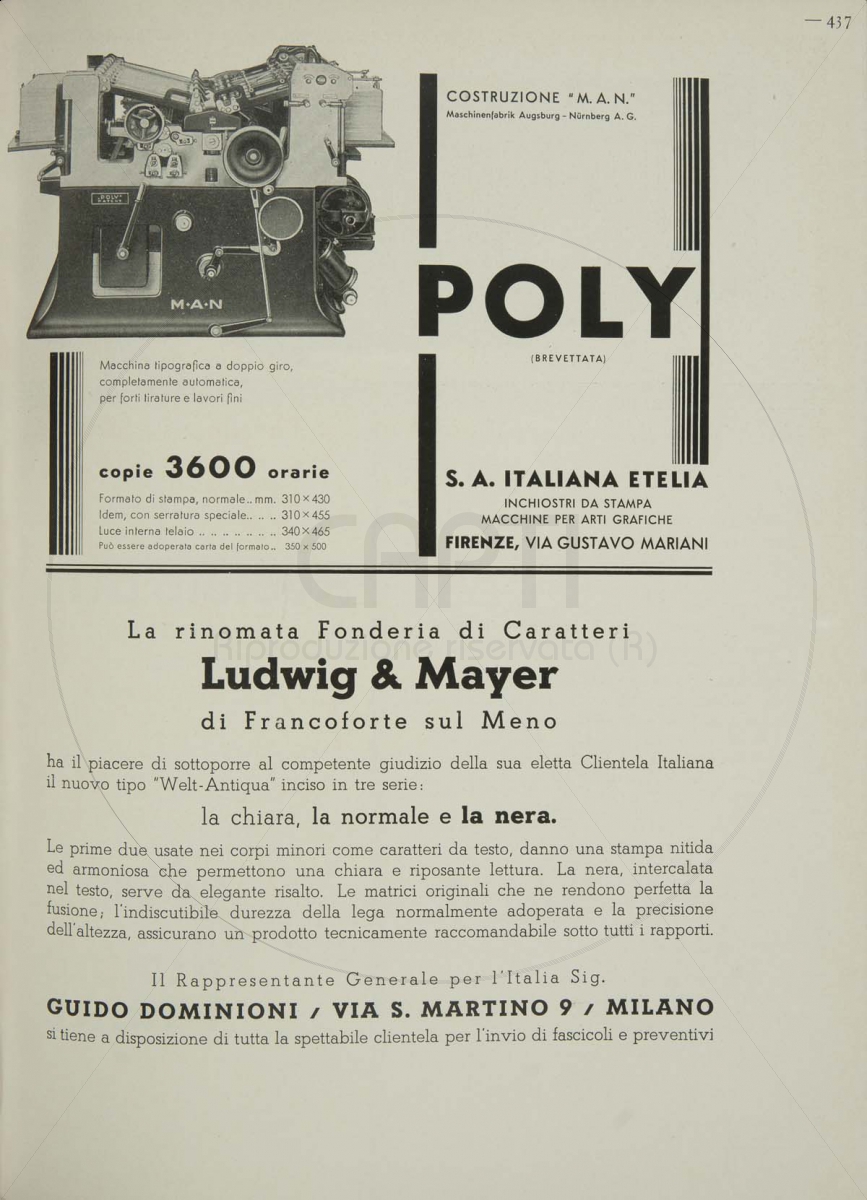 — 437
"POLY"
PATENT
M·A·N
COSTRUZIONE "M. A. N."
Maschinenfabrik Augsburg – Nürnberg A. G.
POLY
(BREVETTATA)
Macchina tipografica a doppio giro,
completamente automatica,
per forti tirature e lavori fini
copie 3600 orarie
Formato di stampa, normale.. mm. 310×430
Idem, con serratura speciale.. .. .. 310×455
Luce interna telaio .. .. .. .. .. .. .. 340×465
Può essere adoperata carta del formato.. 350 x 500
S. A. ITALIANA ETELIA
INCHIOSTRI DA STAMPA
MACCHINE PER ARTI GRAFICHE
FIRENZE, VIA GUSTAVO MARIANI
CAPTI
Riproduzione riservata (R)
La rinomata Fonderia di Caratteri
Ludwig & Mayer
di Francoforte sul Meno
ha il piacere di sottoporre al competente giudizio della sua eletta Clientela Italiana
il nuovo tipo "Welt-Antiqua" inciso in tre serie:
la chiara, la normale e la nera.
Le prime due usate nei corpi minori come caratteri da testo, danno una stampa nitida
ed armoniosa che permettono una chiara e riposante lettura. La nera, intercalata
nel testo, serve da elegante risalto. Le matrici originali che ne rendono perfetta la
fusione; l'indiscutibile durezza della lega normalmente adoperata e la precisione
dell'altezza, assicurano un prodotto tecnicamente raccomandabile sotto tutti i rapporti.
Il Rappresentante Generale per l'Italia Sig.
GUIDO DOMINIONI / VIA S. MARTINO 9 / MILANO
si tiene a disposizione di tutta la spettabile clientela per l'invio di fascicoli e preventivi